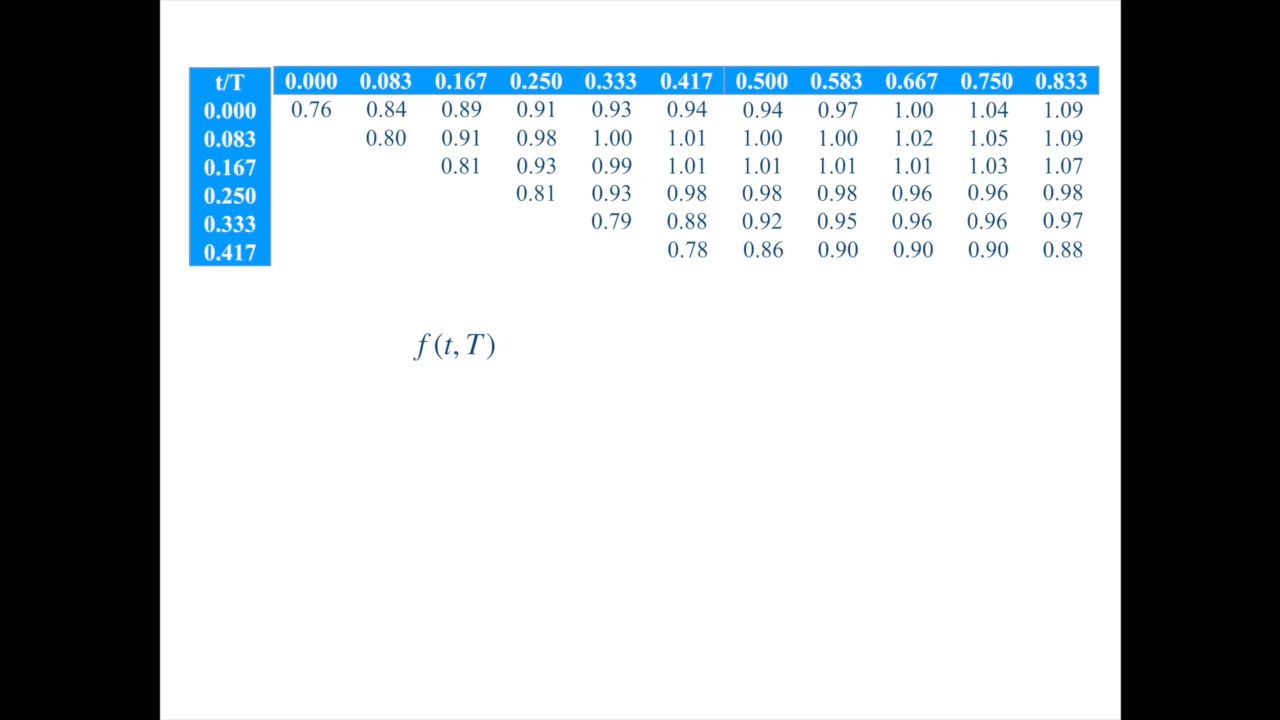 t/T 0.000 0.083 0.167 0.250 0.333 0.417 0.500 0.583 0.667 0.750 0.833
0.000 0.76 0.84 0.89 0.91 0.93 0.94 0.94 0.97 1.00 1.04 1.09
0.083 0.80 0.91 0.98 1.00 1.01 1.00 1.00 1.02 1.05 1.09
0.167 0.81 0.93 0.99 1.01 1.01 1.01 1.01 1.03 1.07
0.250 0.81 0.93 0.98 0.98 0.98 0.96 0.96 0.98
0.333 0.79 0.88 0.92 0.95 0.96 0.96 0.97
0.417 0.78 0.86 0.90 0.90 0.90 0.88
f(t, T)